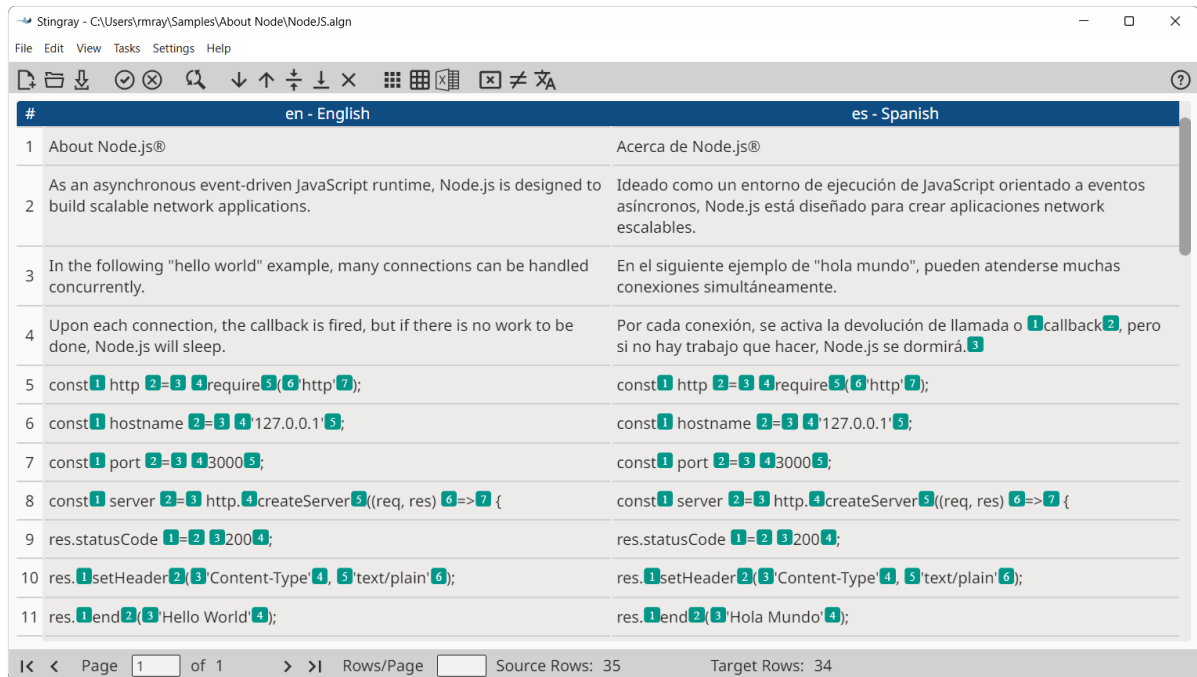 Stingray - C:\Users\rmray\Samples\About Node\NodeJS.algn
File Edit View Tasks Settings Help
# en - English es - Spanish
1 About Node.js® Acerca de Node.js®
2 As an asynchronous event-driven JavaScript runtime, Node.js is designed to
build scalable network applications.
Ideado como un entorno de ejecución de JavaScript orientado a eventos
asíncronos, Node.js está diseñado para crear aplicaciones network
escalables.
3 In the following "hello world" example, many connections can be handled
concurrently.
En el siguiente ejemplo de "hola mundo", pueden atenderse muchas
conexiones simultáneamente.
4 Upon each connection, the callback is fired, but if there is no work to be
done, Node.js will sleep.
Por cada conexión, se activa la devolución de llamada o 1callback2, pero
si no hay trabajo que hacer, Node.js se dormirá.3
5 const1 http 2=3 4require5(6'http'7); const1 http 2=3 4require5(6'http'7);
6 const1 hostname 2=3 4'127.0.0.1'5; const1 hostname 2=3 4'127.0.0.1'5;
7 const1 port 2=3 430005; const1 port 2=3 430005;
8 const1 server 2=3 http.4createServer5((req, res) 6=>7 { const1 server 2=3 http.4createServer5((req, res) 6=>7 {
9 res.statusCode 1=2 32004; res.statusCode 1=2 32004;
10 res.1setHeader2(3'Content-Type'4, 5'text/plain'6); res.1setHeader2(3'Content-Type'4, 5'text/plain'6);
11 res.1end2(3'Hello World'4); res.1end2(3'Hola Mundo'4);
Page 1 of 1 Rows/Page Source Rows: 35 Target Rows: 34